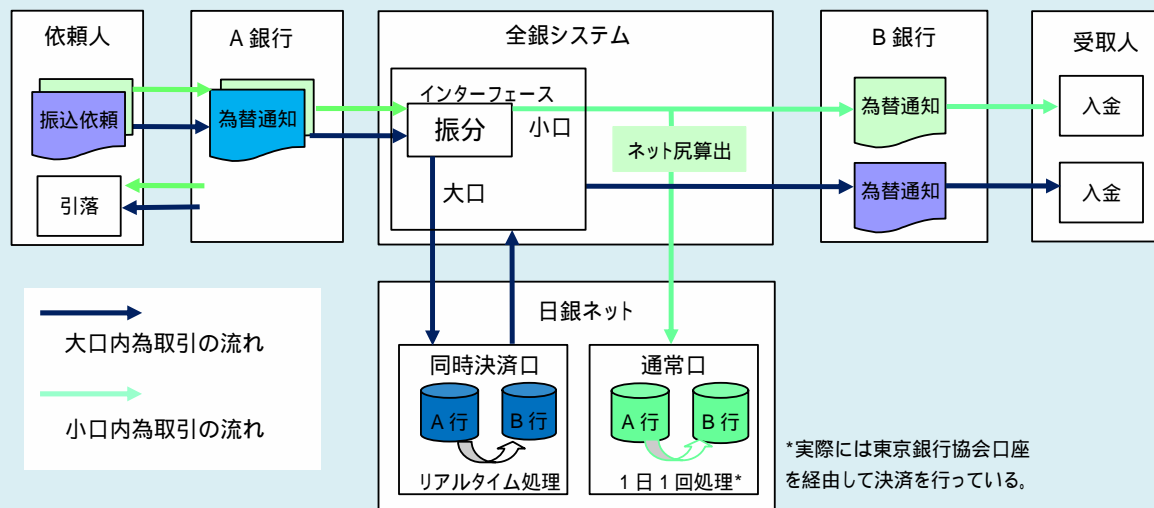 依頼人
振込依頼
引落
A 銀行
為替通知
全銀システム
インターフェース
振分
小口
大口
ネット尻算出
B 銀行
為替通知
為替通知
受取人
入金
入金
大口内為取引の流れ
小口内為取引の流れ
日銀ネット
同時決済口
A 行
B 行
リアルタイム処理
通常口
A 行
B 行
1 日 1 回処理*
*実際には東京銀行協会口座
を経由して決済を行っている。